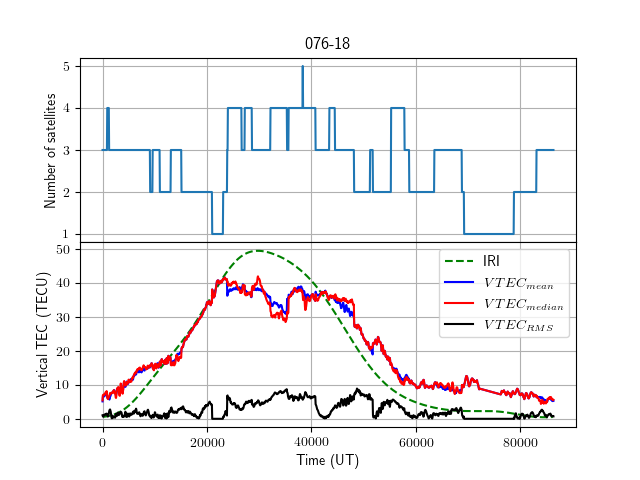 076-18
5
4
3
2
1
Number of satellites
50
40
30
20
10
0
Vertical TEC (TECU)
IRI
VTEC_mean
VTEC_median
VTEC_RMS
0 20000 40000 60000 80000
Time (UT)